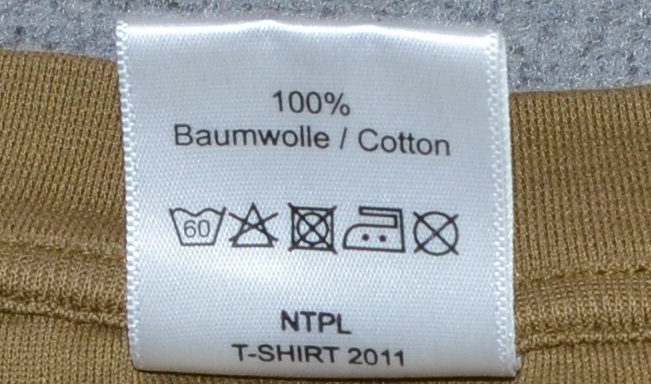 100%
Baumwolle / Cotton
60
NTPL
T-SHIRT 2011